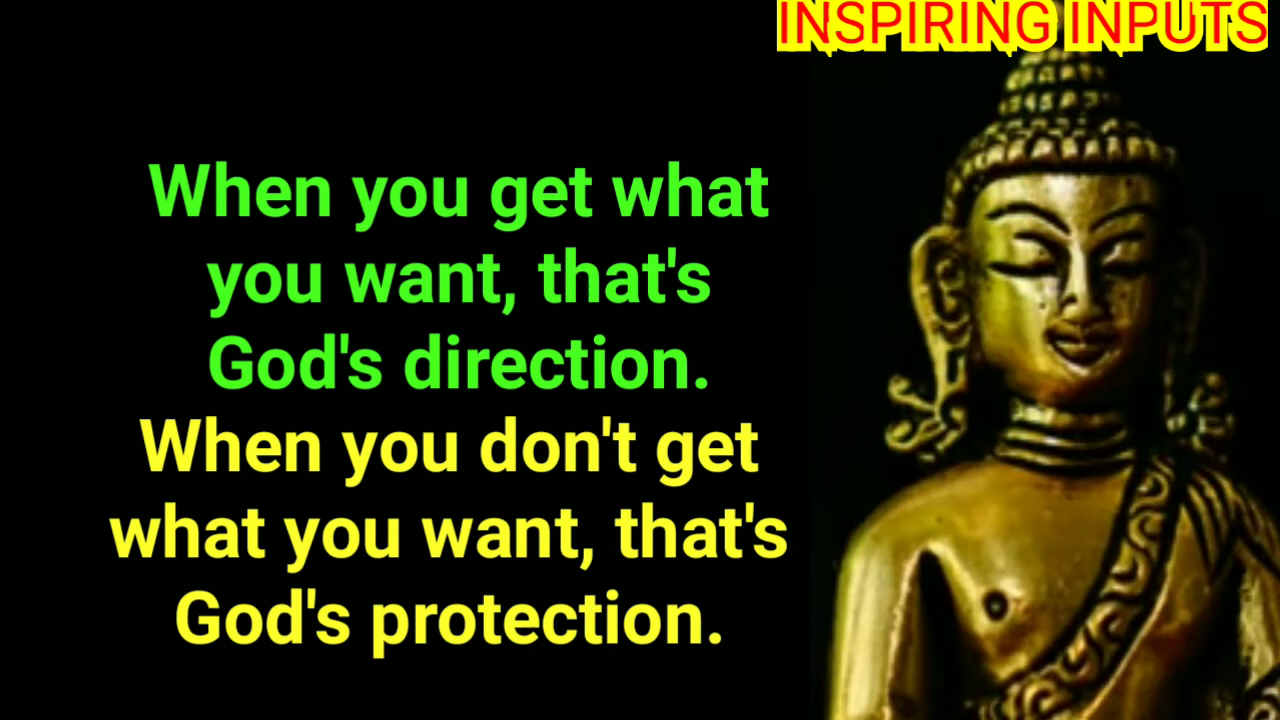 INSPIRING INPUTS
When you get what
you want, that's
God's direction.
When you don't get
what you want, that's
God's protection.